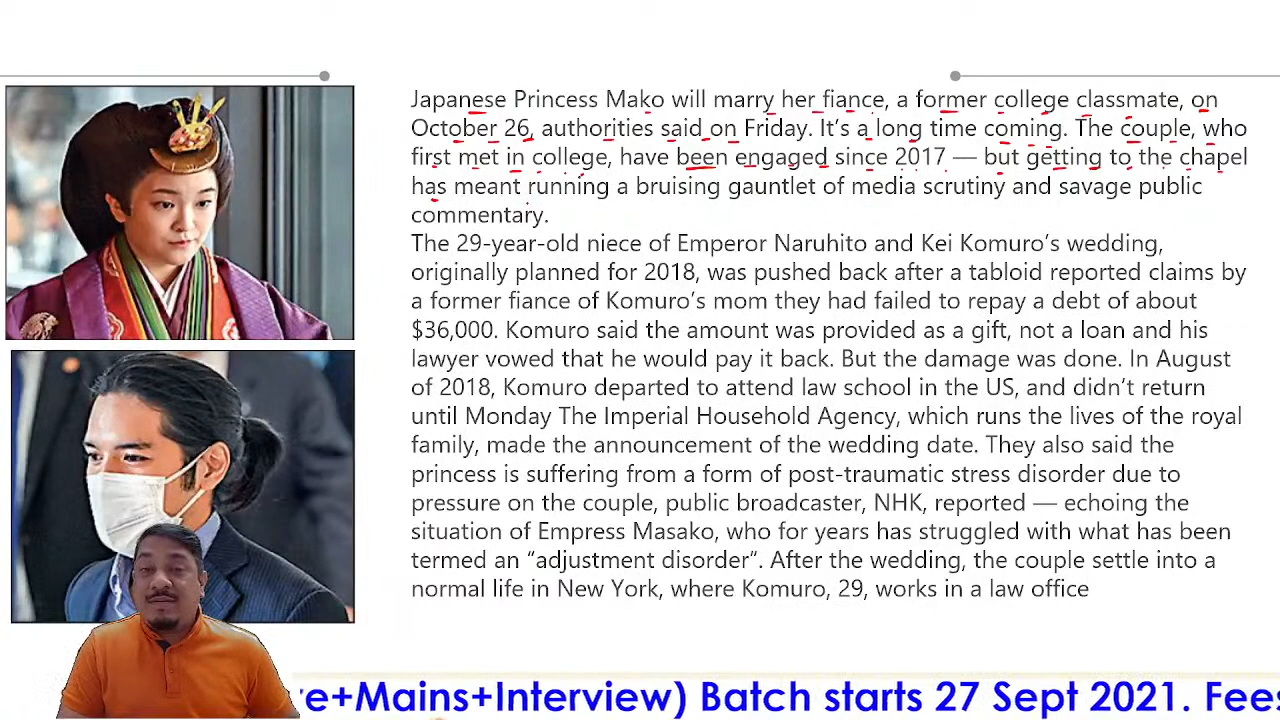 Japanese Princess Mako will marry her fiance, a former college classmate, on
October 26, authorities said on Friday. It’s a long time coming. The couple, who
first met in college, have been engaged since 2017 — but getting to the chapel
has meant running a bruising gauntlet of media scrutiny and savage public
commentary.
The 29-year-old niece of Emperor Naruhito and Kei Komuro’s wedding,
originally planned for 2018, was pushed back after a tabloid reported claims by
a former fiance of Komuro’s mom they had failed to repay a debt of about
$36,000. Komuro said the amount was provided as a gift, not a loan and his
lawyer vowed that he would pay it back. But the damage was done. In August
of 2018, Komuro departed to attend law school in the US, and didn’t return
until Monday The Imperial Household Agency, which runs the lives of the royal
family, made the announcement of the wedding date. They also said the
princess is suffering from a form of post-traumatic stress disorder due to
pressure on the couple, public broadcaster, NHK, reported — echoing the
situation of Empress Masako, who for years has struggled with what has been
termed an “adjustment disorder”. After the wedding, the couple settle into a
normal life in New York, where Komuro, 29, works in a law office
re+Mains+Interview) Batch starts 27 Sept 2021. Fees